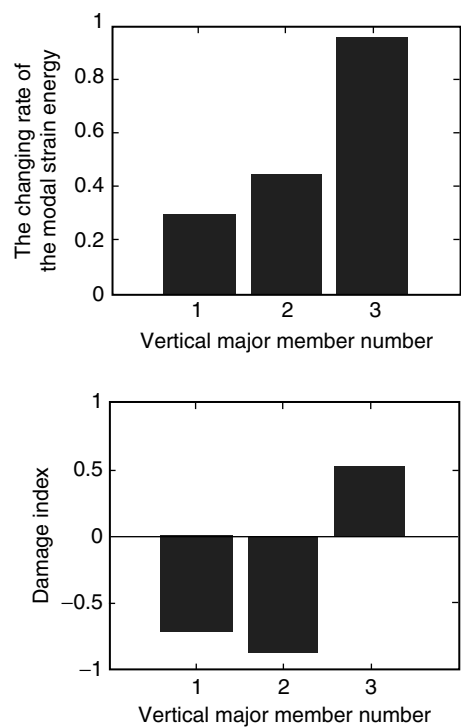 The changing rate of
the modal strain energy
1
0.8
0.6
0.4
0.2
0
1 2 3
Vertical major member number
Damage index
1
0.5
0
−0.5
−1
1 2 3
Vertical major member number